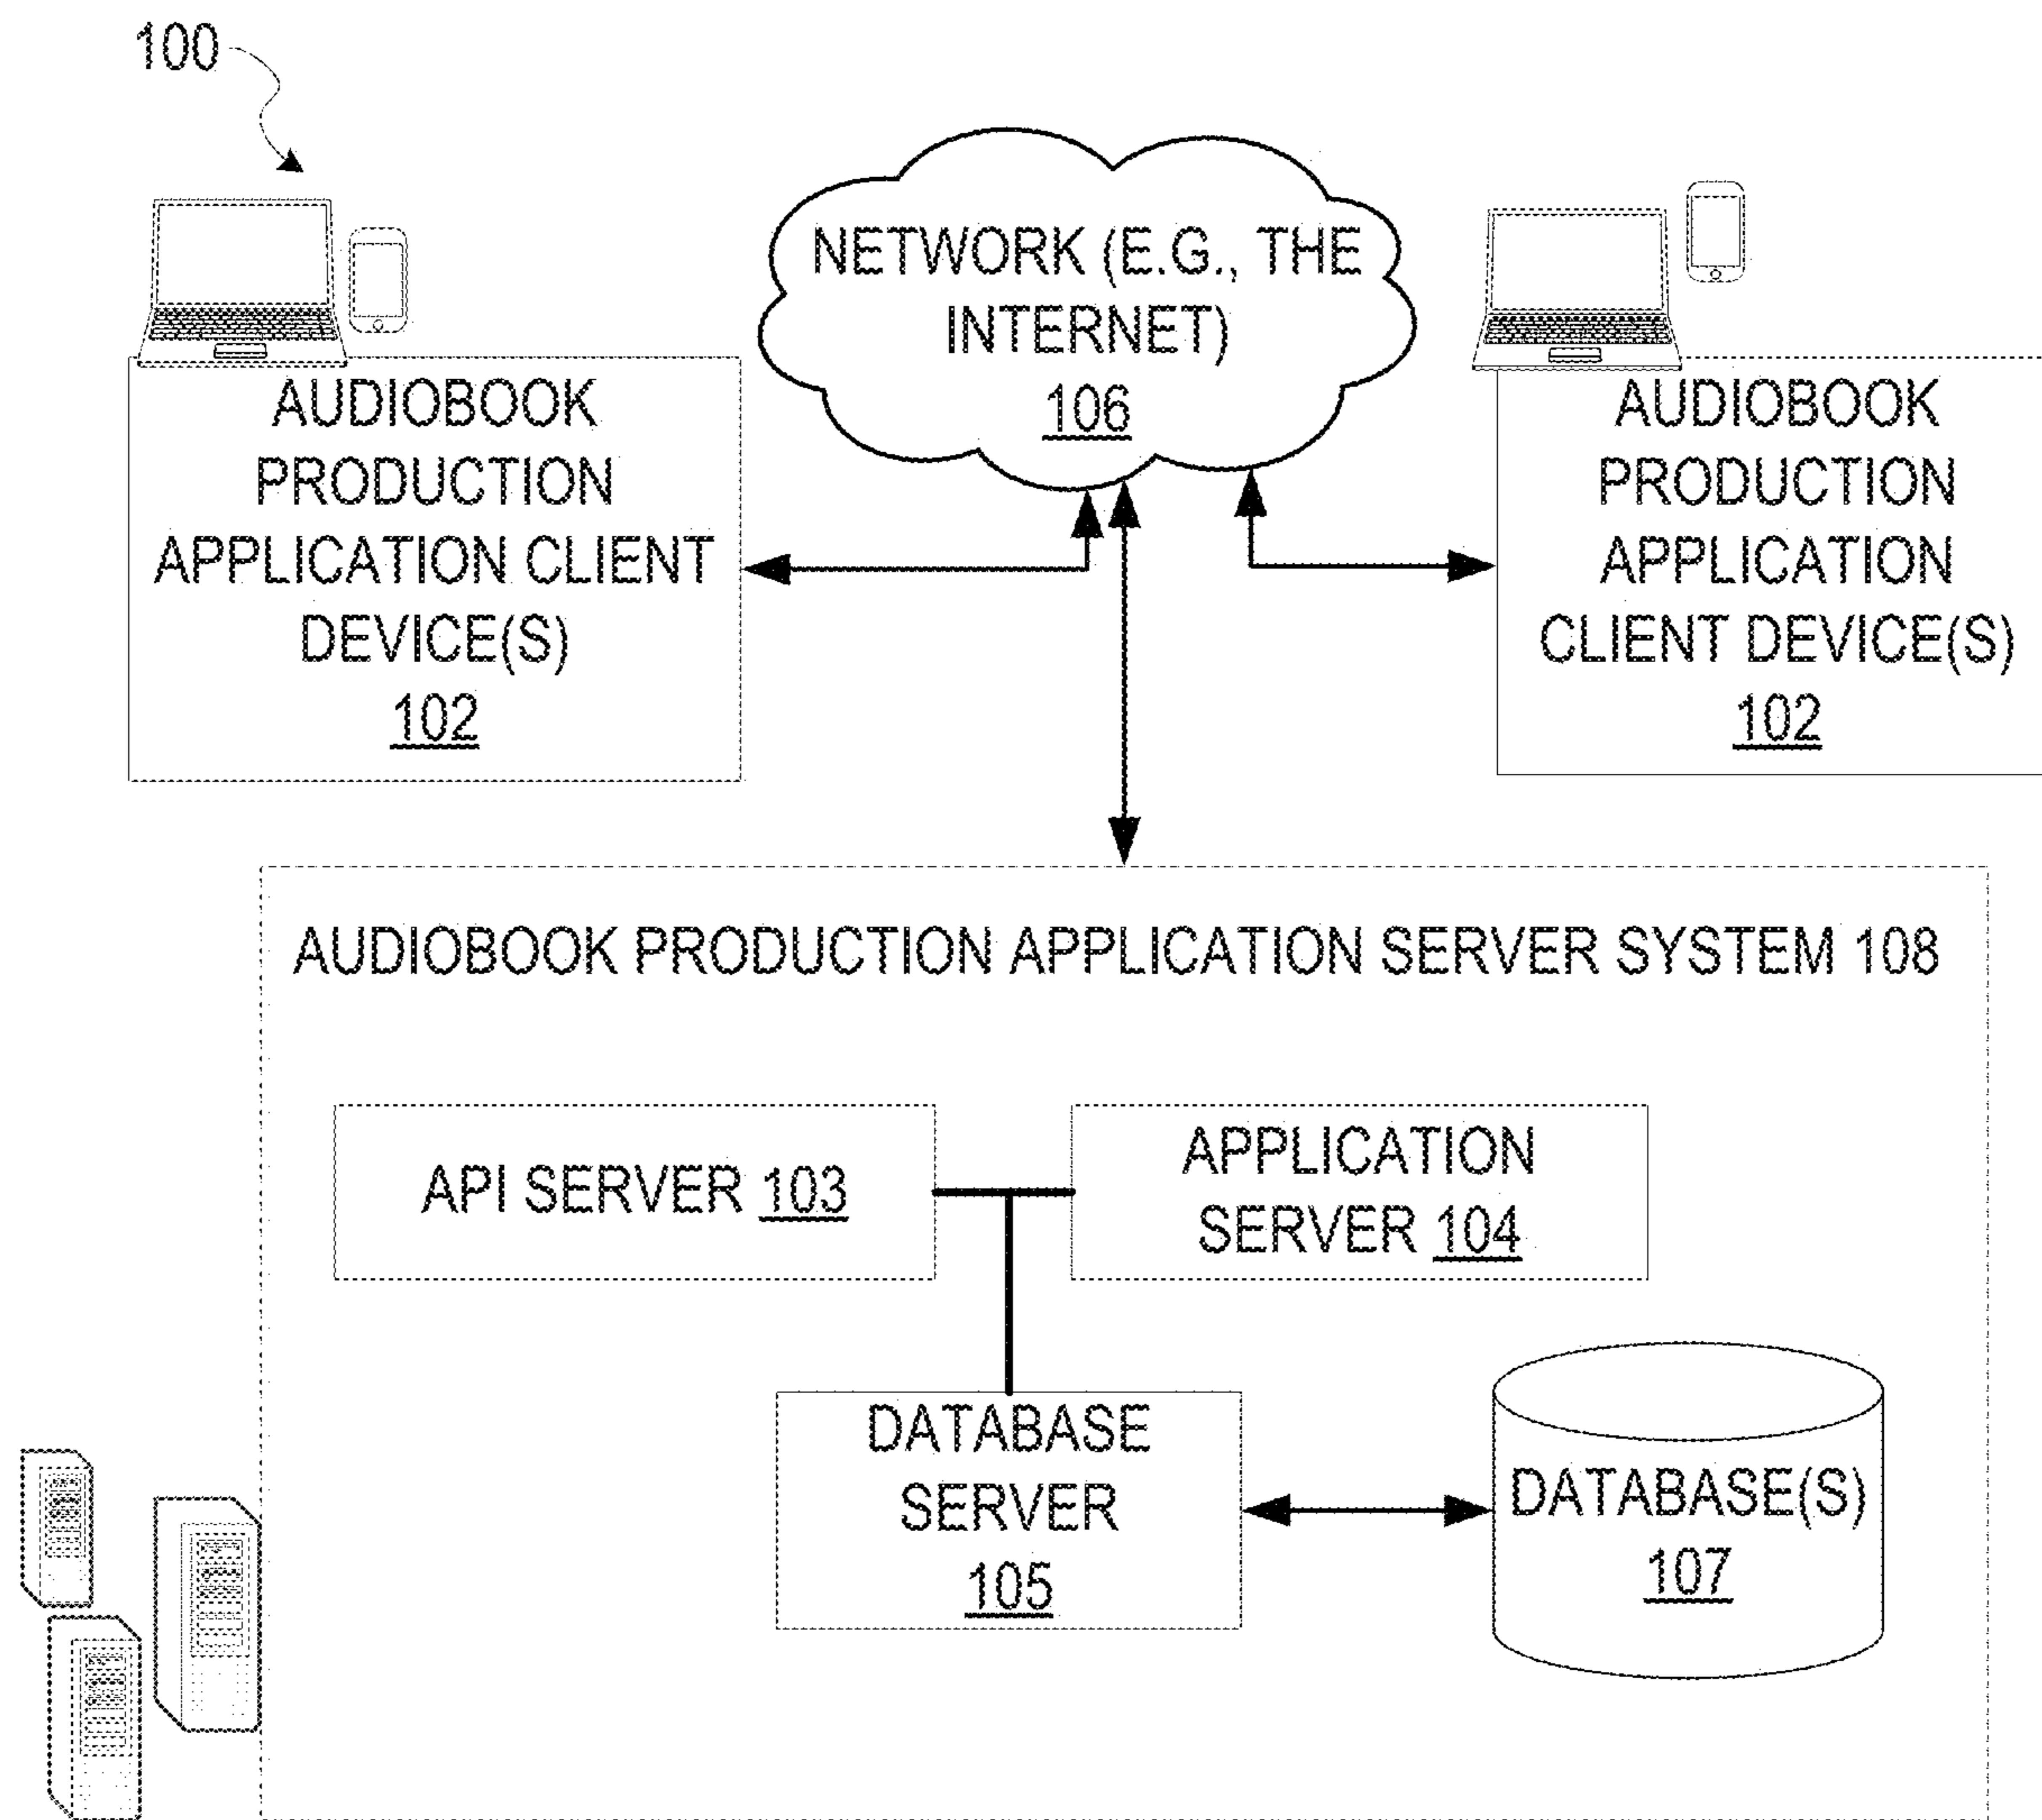 100
NETWORK (E.G., THE
INTERNET)
106
AUDIOBOOK
PRODUCTION
APPLICATION CLIENT
DEVICE(S)
102
AUDIOBOOK
PRODUCTION
APPLICATION
CLIENT DEVICE(S)
102
AUDIOBOOK PRODUCTION APPLICATION SERVER SYSTEM 108
API SERVER 103
APPLICATION
SERVER 104
DATABASE
SERVER
105
DATABASE(S)
107